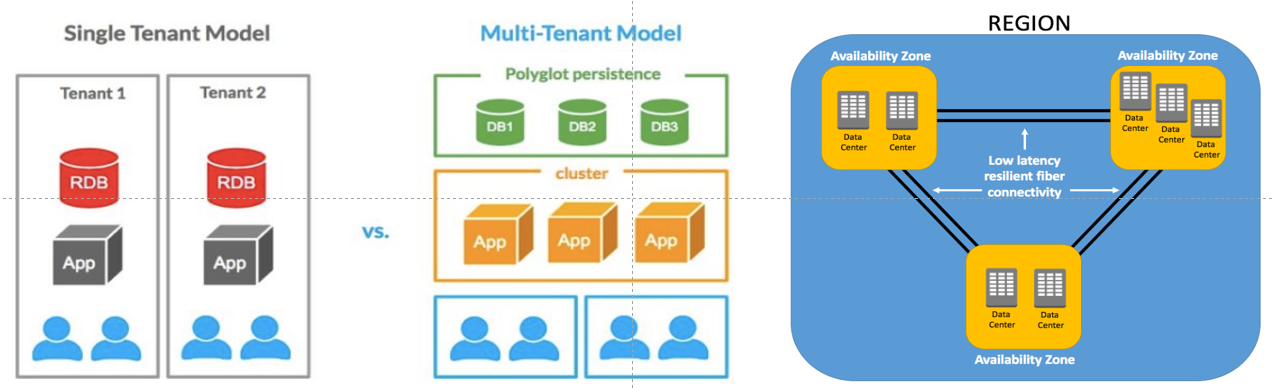 Single Tenant Model
Tenant 1
RDB
App
Tenant 2
RDB
App
vs.
Multi-Tenant Model
Polyglot persistence
DB1
DB2
DB3
cluster
App
App
App
REGION
Availability Zone
Data
Center
Data
Center
Availability Zone
Data
Center
Data
Center
Data
Center
Low latency
resilient fiber
connectivity
Data
Center
Data
Center
Availability Zone